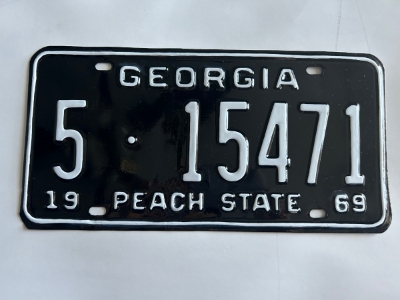 GEORGIA
5 · 15471
19 PEACH STATE 69